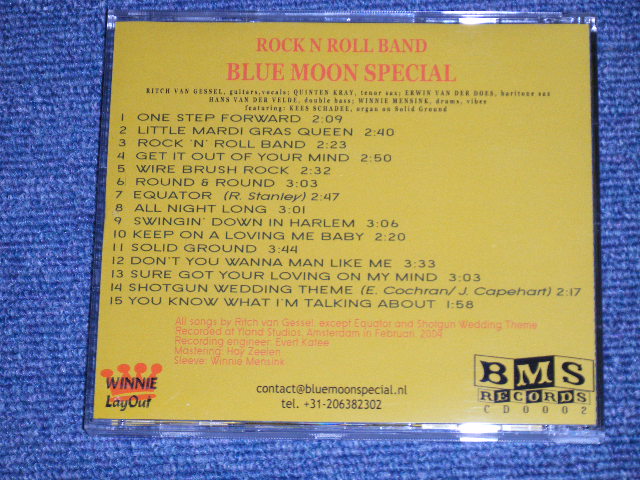 ROCK N ROLL BAND
BLUE MOON SPECIAL
RITCH VAN GESSEL, guiters,vocals; QUINTEN KRAY, tenor sax; ERWIN VAN DER DOES, baritone sax
HANS VAN DER VELDE, double bass; WINNIE MENSINK, drums, vibes
featuring: KEES SCHADEE, organ on Solid Ground
1 ONE STEP FORWARD 2:09
2 LITTLE MARDI GRAS QUEEN 2:40
3 ROCK 'N' ROLL BAND 2:23
4 GET IT OUT OF YOUR MIND 2:50
5 WIRE BRUSH ROCK 2:32
6 ROUND & ROUND 3:03
7 EQUATOR (R. Stanley) 2:47
8 ALL NIGHT LONG 3:01
9 SWINGIN' DOWN IN HARLEM 3:06
10 KEEP ON A LOVING ME BABY 2:20
11 SOLID GROUND 3:44
12 DON'T YOU WANNA MAN LIKE ME 3:33
13 SURE GOT YOUR LOVING ON MY MIND 3:03
14 SHOTGUN WEDDING THEME (E. Cochran/ J. Capehart) 2:17
15 YOU KNOW WHAT I'M TALKING ABOUT 1:58
All songs by Ritch van Gessel, except Equator and Shotgun Wedding Theme
Recorded at Yland Studios, Amsterdam in Februari, 2004
Recording engineer: Evert Katee
Mastering: Hay Zeelen
Sleeve: Winnie Mensink
WINNIE
LayOut
contact@bluemoonspecial.nl
tel. +31-206382302
BMS
RECORDS
CD0002